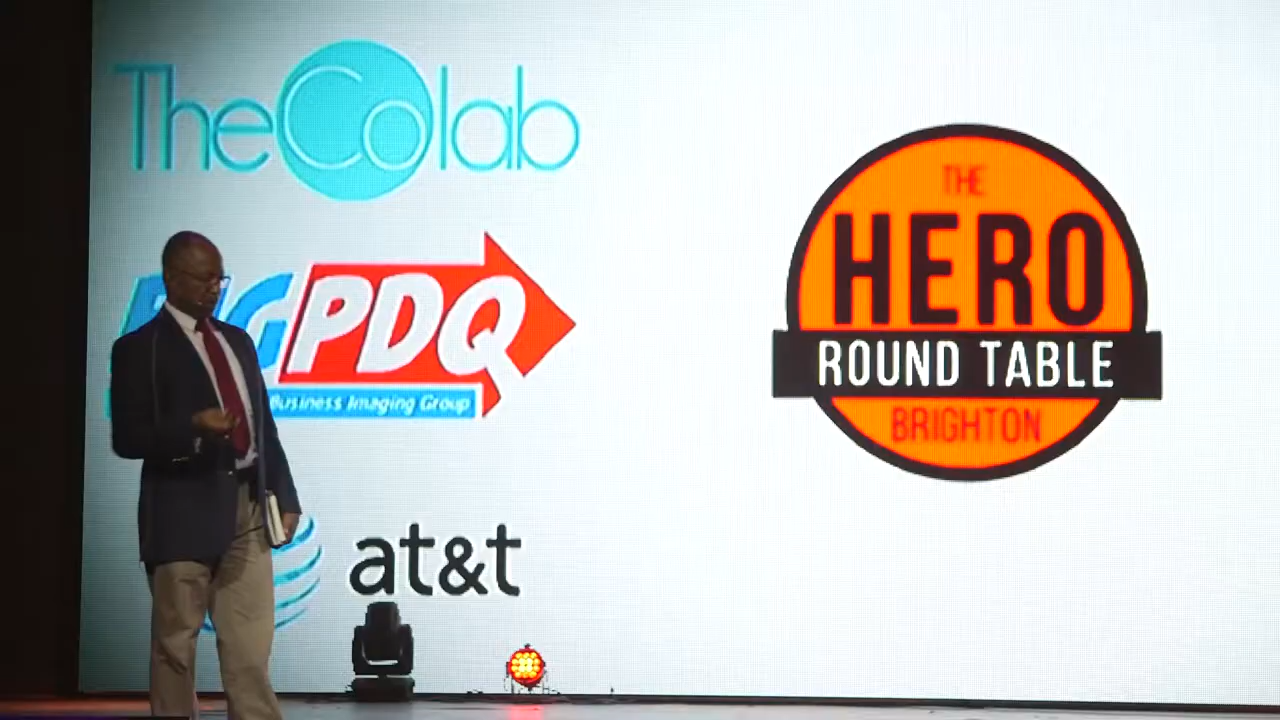 TheColab
PDQ
Business Imaging Group
at&t
THE
HERO
ROUND TABLE
BRIGHTON